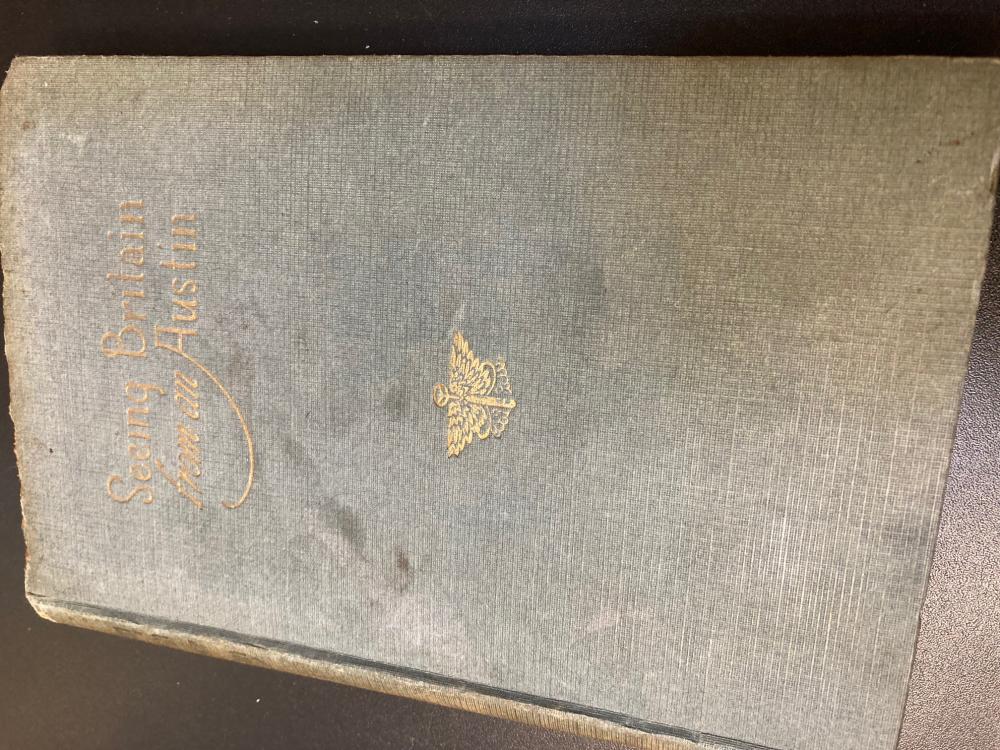 Seeing Britain
from an Austin